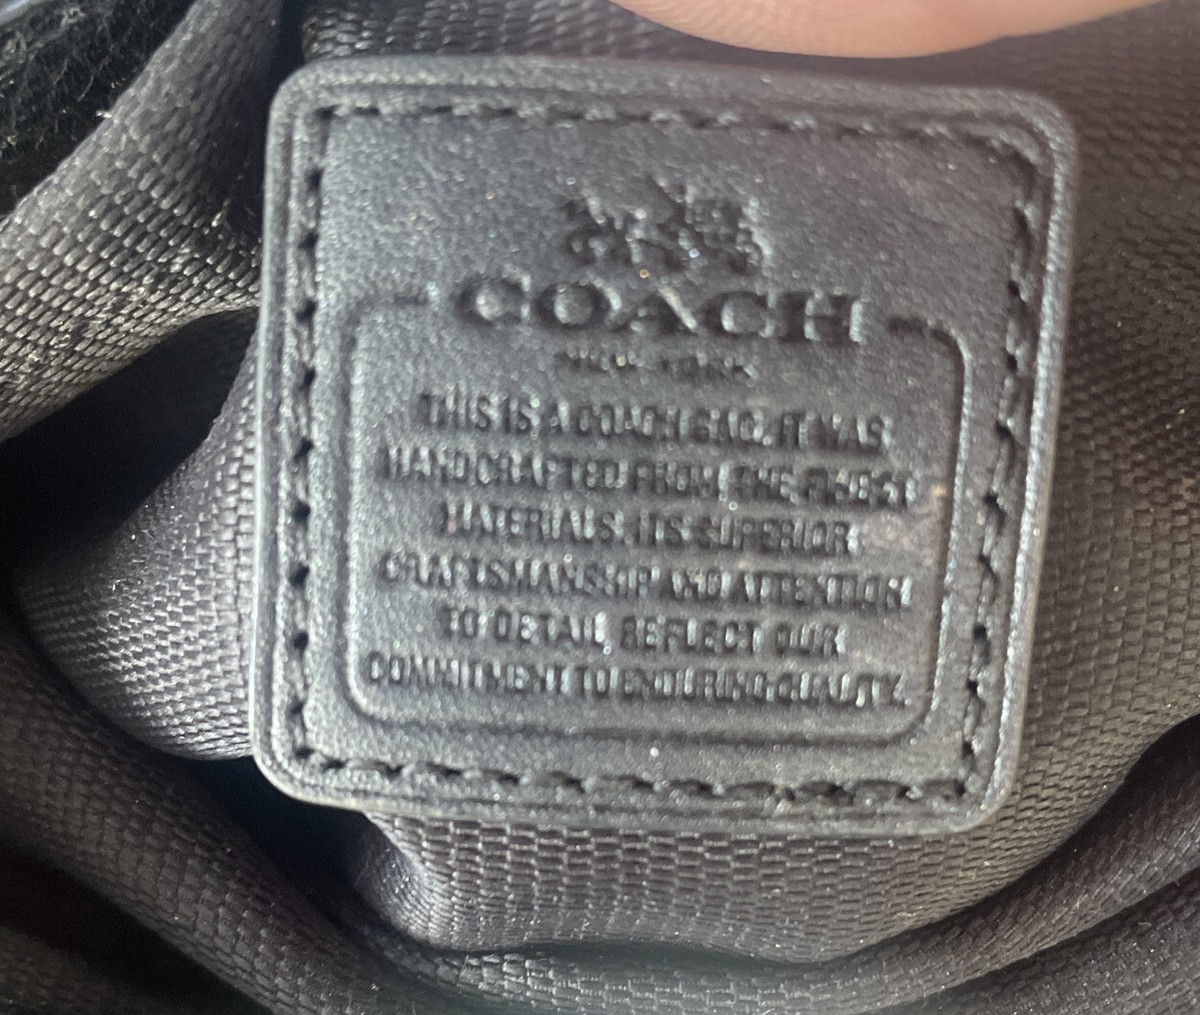 COACH
NEW YORK
THIS IS A COACH BAG. IT WAS
HANDCRAFTED FROM THE FINEST
MATERIALS. ITS SUPERIOR
CRAFTSMANSHIP AND ATTENTION
TO DETAIL REFLECT OUR
COMMITMENT TO ENDURING QUALITY.